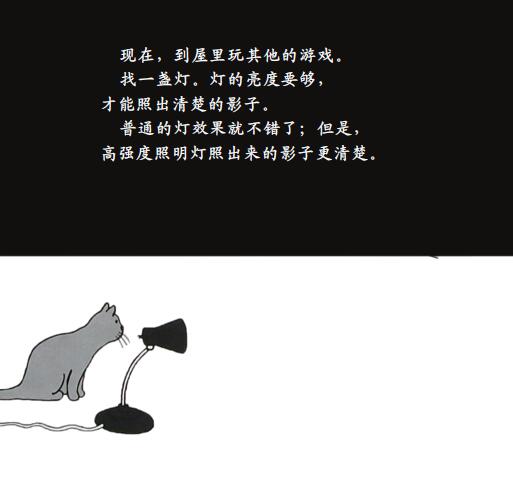 现在，到屋里玩其他的游戏。
找一盏灯。灯的亮度要够，
才能照出清楚的影子。
普通的灯效果就不错了；但是，
高强度照明灯照出来的影子更清楚。